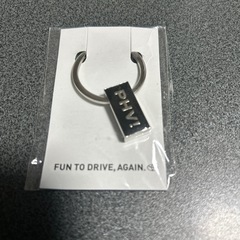 PHV!
FUN TO DRIVE, AGAIN.